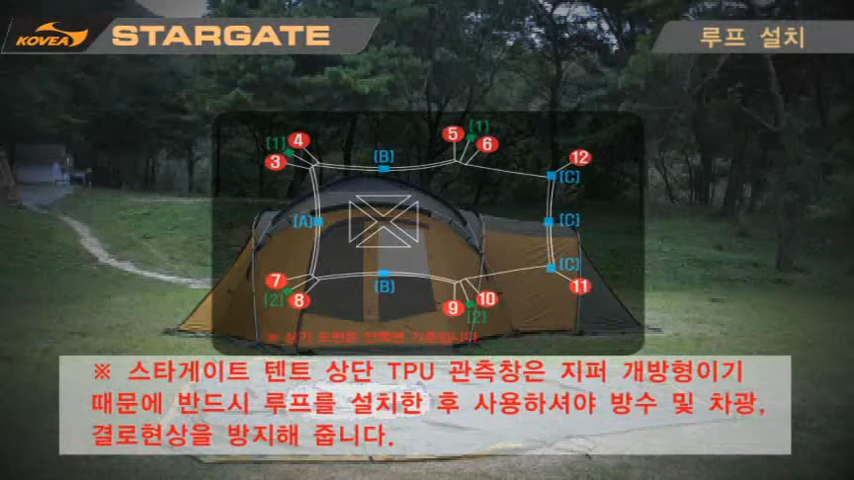 KOVEA STARGATE
루프 설치
[1] 4 5 [1]
3 [B] 6 12
[C]
[A] [C]
[C]
7 [B] 10 11
[2] 8 9 [2]
※ 스타게이트 텐트 상단 TPU 관측창은 지퍼 개방형이기
때문에 반드시 루프를 설치한 후 사용하셔야 방수 및 차광,
결로현상을 방지해 줍니다.